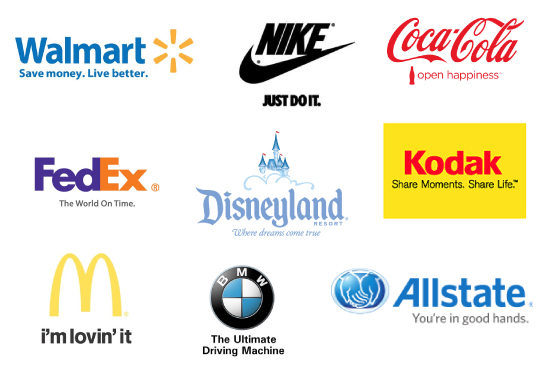 Walmart
Save money. Live better.
NIKE
JUST DO IT.
Coca-Cola
open happiness™
FedEx®
The World On Time.
Disneyland®
RESORT
Where dreams come true
Kodak
Share Moments. Share Life.™
®
i'm lovin' it
BMW
The Ultimate
Driving Machine
Allstate®
You're in good hands.